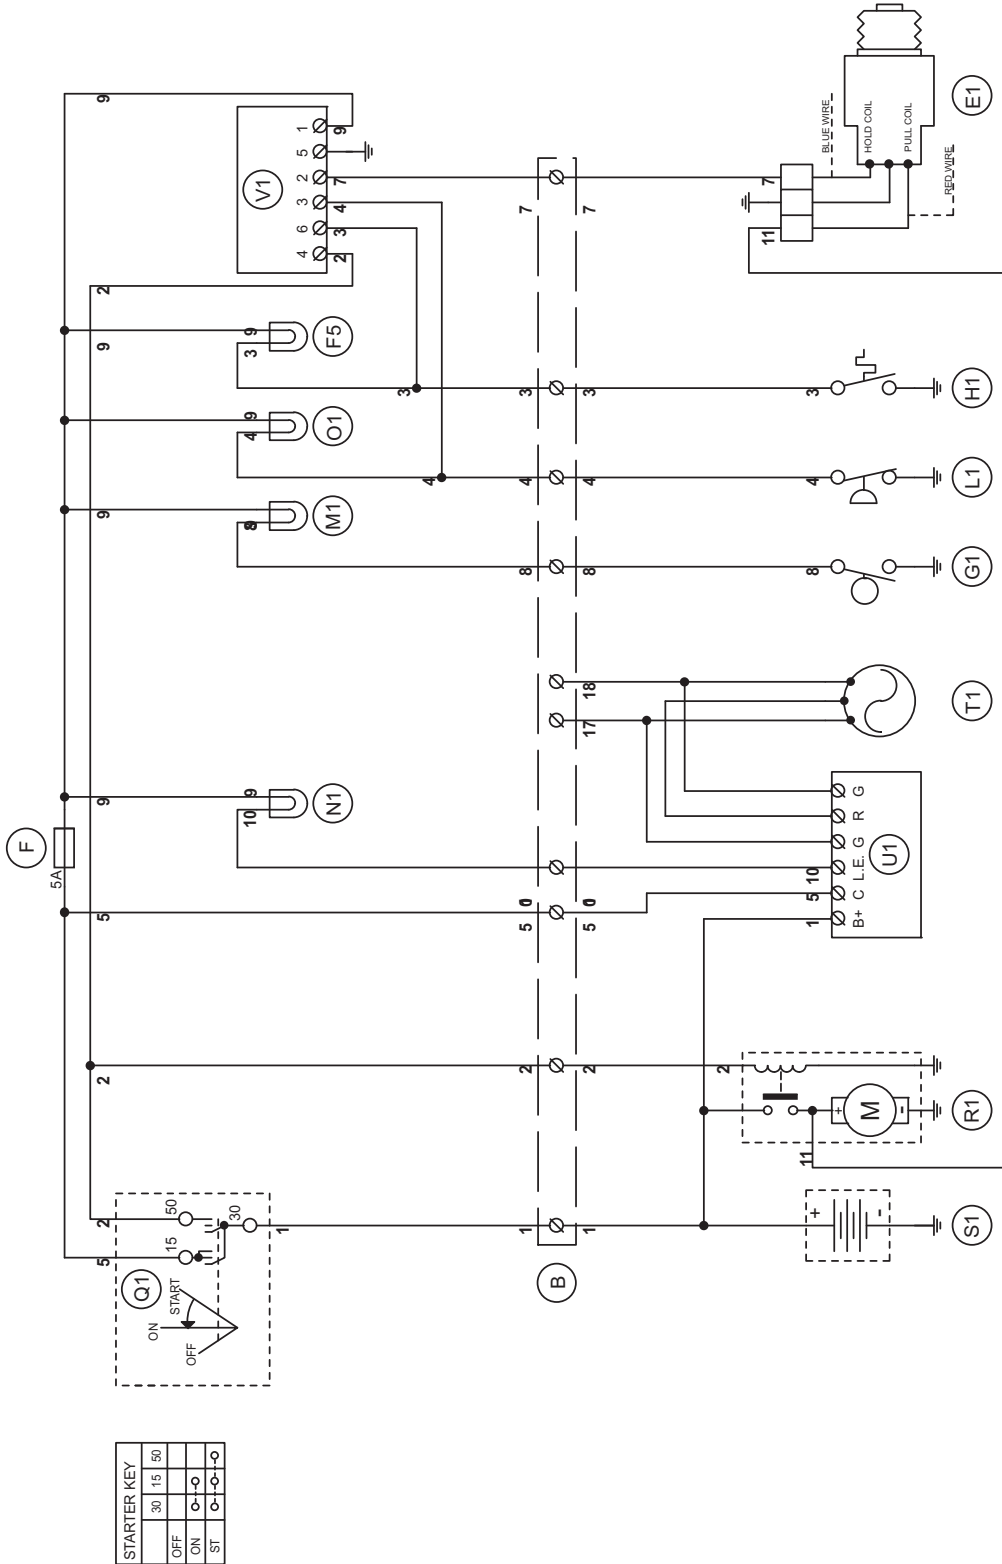 STARTER KEY
30 15 50
OFF
ON
ST
Q1
ON
START
OFF
15
50
30
5
2
1
5A
F
5
2
9
9
9
9
2
9
N1
10
9
M1
8
9
O1
4
9
F5
3
9
V1
4
6
3
2
5
1
2
3
4
7
9
3
4
B
1
1
2
2
5
5
0
0
17
18
8
8
4
4
3
3
7
7
S1
+
-
R1
M
+
-
2
11
U1
B+
C
L.E.
G
R
G
1
5
10
T1
G1
8
L1
4
H1
3
E1
11
7
BLUE WIRE
HOLD COIL
PULL COIL
RED WIRE